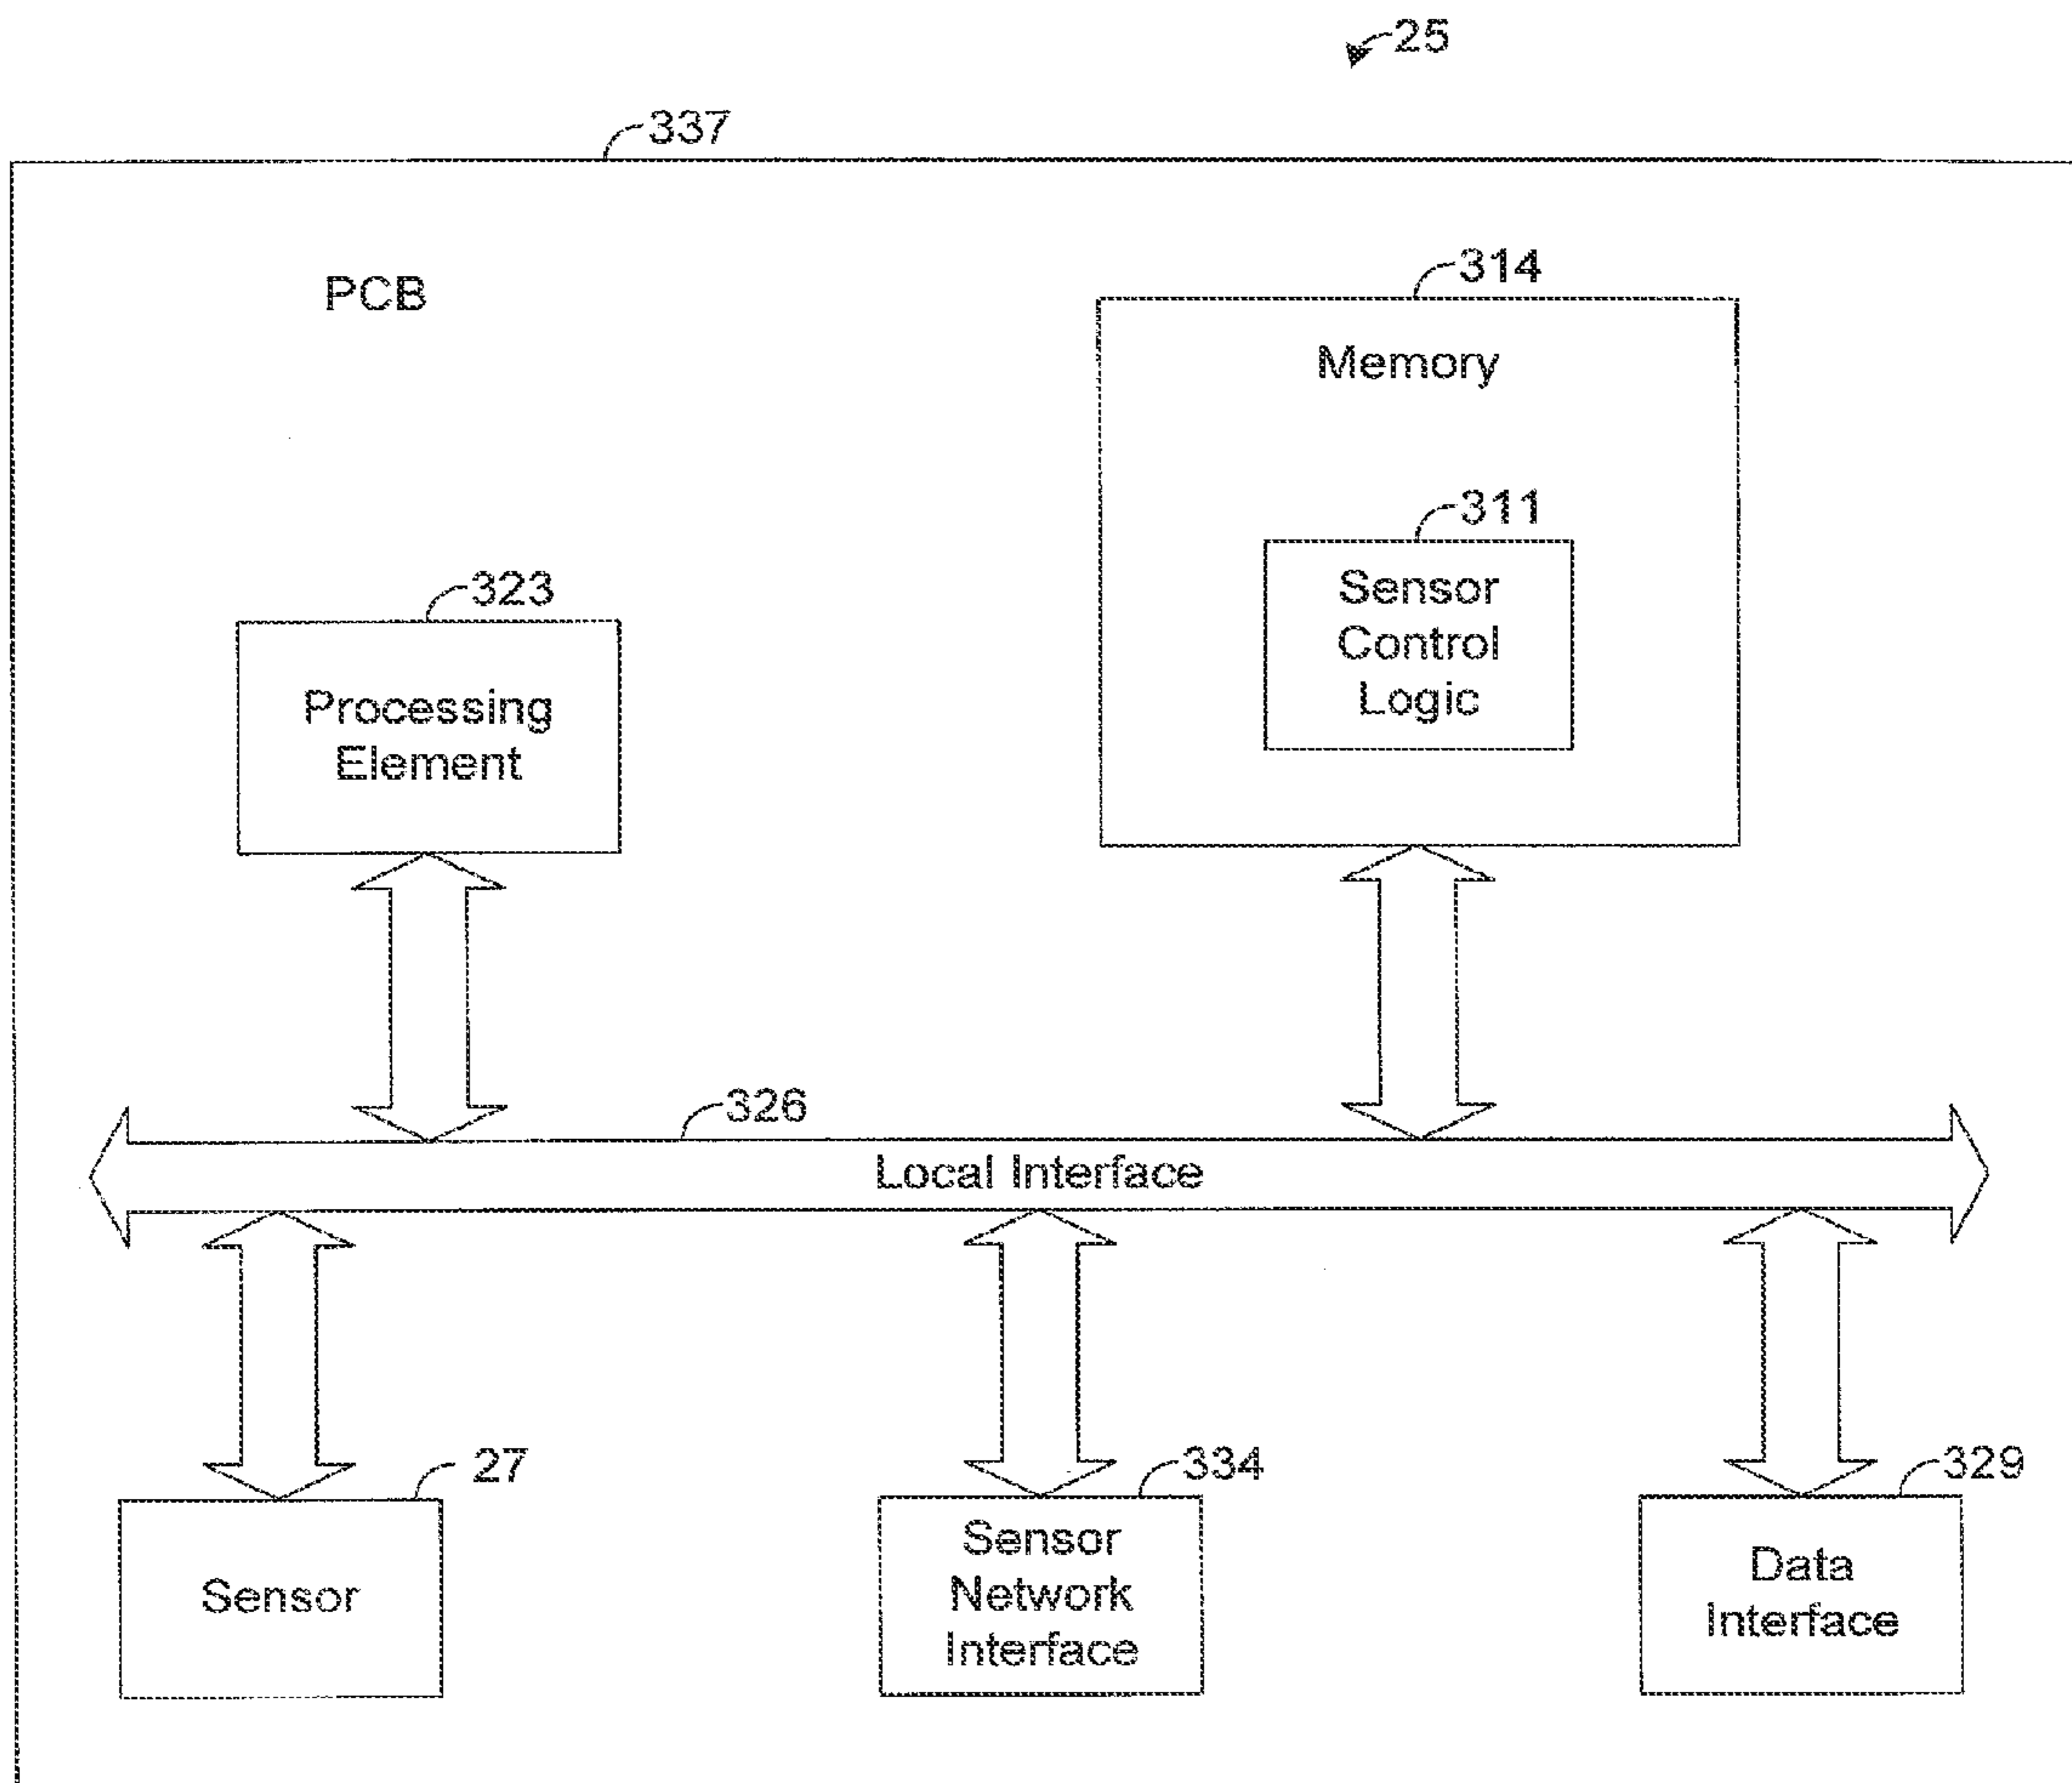 25
337
PCB
314
Memory
311
Sensor
Control
Logic
323
Processing
Element
326
Local Interface
27
Sensor
334
Sensor
Network
Interface
329
Data
Interface